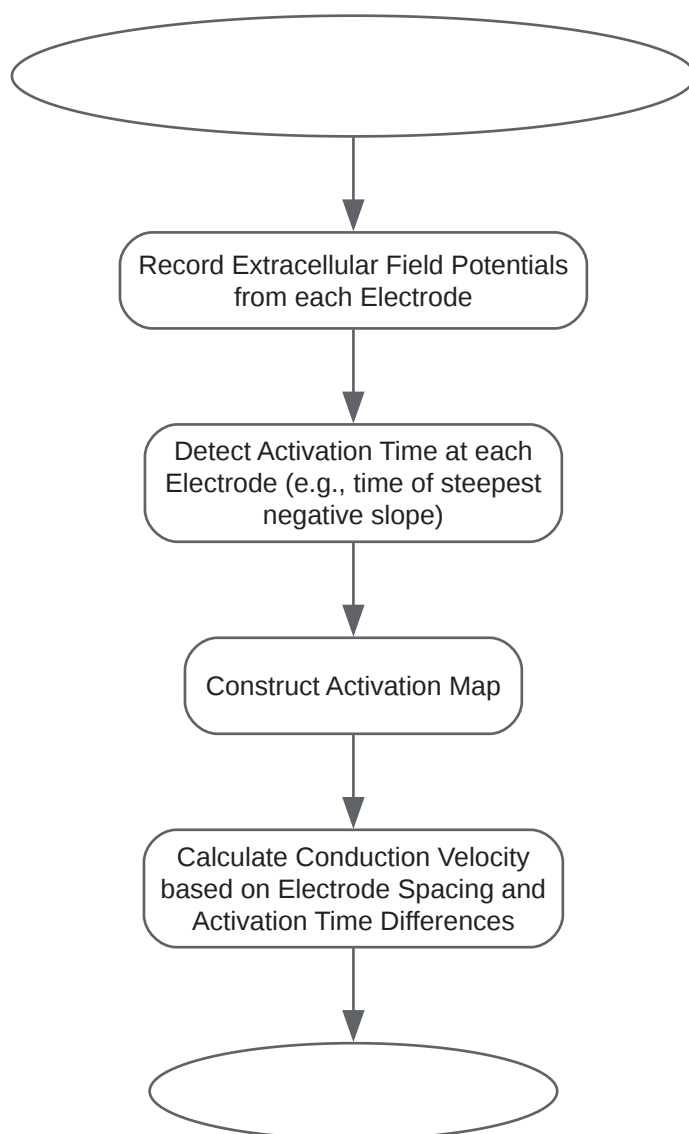 Record Extracellular Field Potentials
from each Electrode
Detect Activation Time at each
Electrode (e.g., time of steepest
negative slope)
Construct Activation Map
Calculate Conduction Velocity
based on Electrode Spacing and
Activation Time Differences